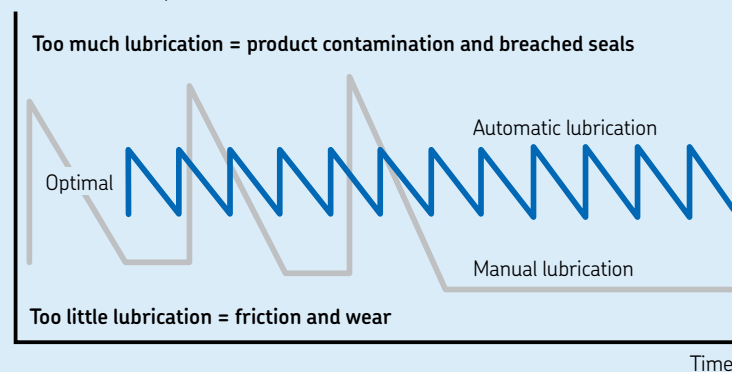 Too much lubrication = product contamination and breached seals
Automatic lubrication
Optimal
Manual lubrication
Too little lubrication = friction and wear
Time